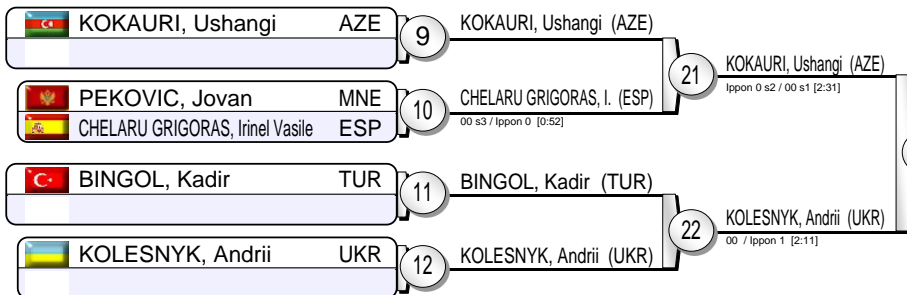 KOKAURI, Ushangi AZE
9
KOKAURI, Ushangi (AZE)
PEKOVIC, Jovan MNE
CHELARU GRIGORAS, Irinel Vasile ESP
10
CHELARU GRIGORAS, I. (ESP)
00 s3 / Ippon 0 [0:52]
21
KOKAURI, Ushangi (AZE)
Ippon 0 s2 / 00 s1 [2:31]
BINGOL, Kadir TUR
11
BINGOL, Kadir (TUR)
KOLESNYK, Andrii UKR
12
KOLESNYK, Andrii (UKR)
22
KOLESNYK, Andrii (UKR)
00 / Ippon 1 [2:11]